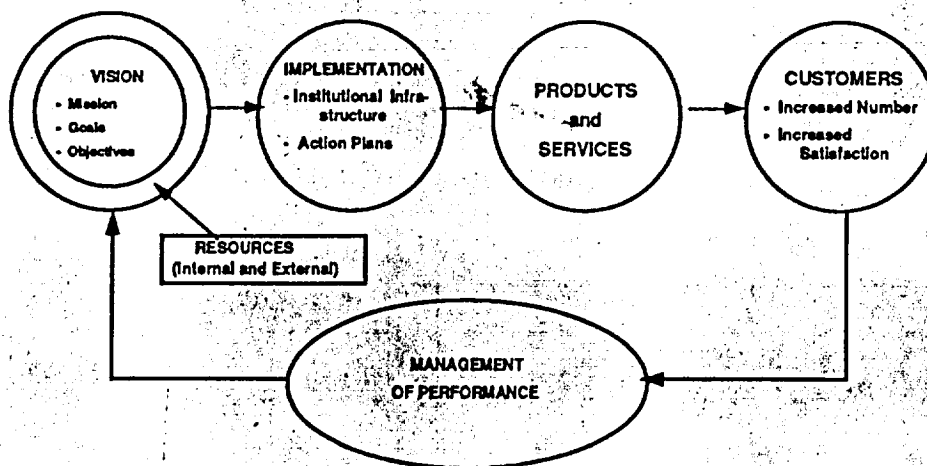 VISION
• Mission
• Goals
• Objectives
IMPLEMENTATION
• Institutional Infra-
structure
• Action Plans
PRODUCTS
and
SERVICES
CUSTOMERS
• Increased Number
• Increased
Satisfaction
RESOURCES
(Internal and External)
MANAGEMENT
OF PERFORMANCE